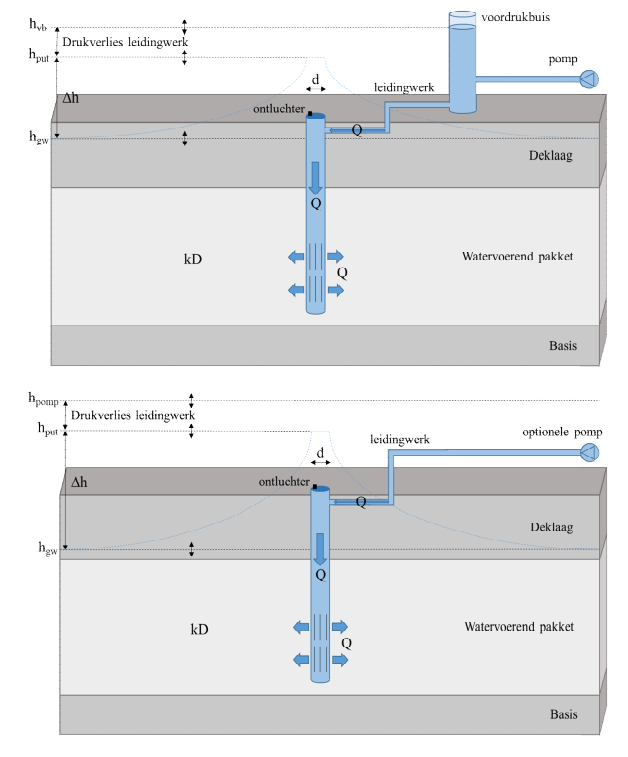 voordrukbuis
h_vb
Drukverlies leidingwerk
h_put
pomp
d
leidingwerk
Δh
ontluchter
Q
h_gw
Deklaag
Q
kD
Watervoerend pakket
Q
Basis
h_pomp
Drukverlies leidingwerk
h_put
optionele pomp
leidingwerk
d
Δh
ontluchter
Q
Deklaag
h_gw
Q
kD
Watervoerend pakket
Q
Basis